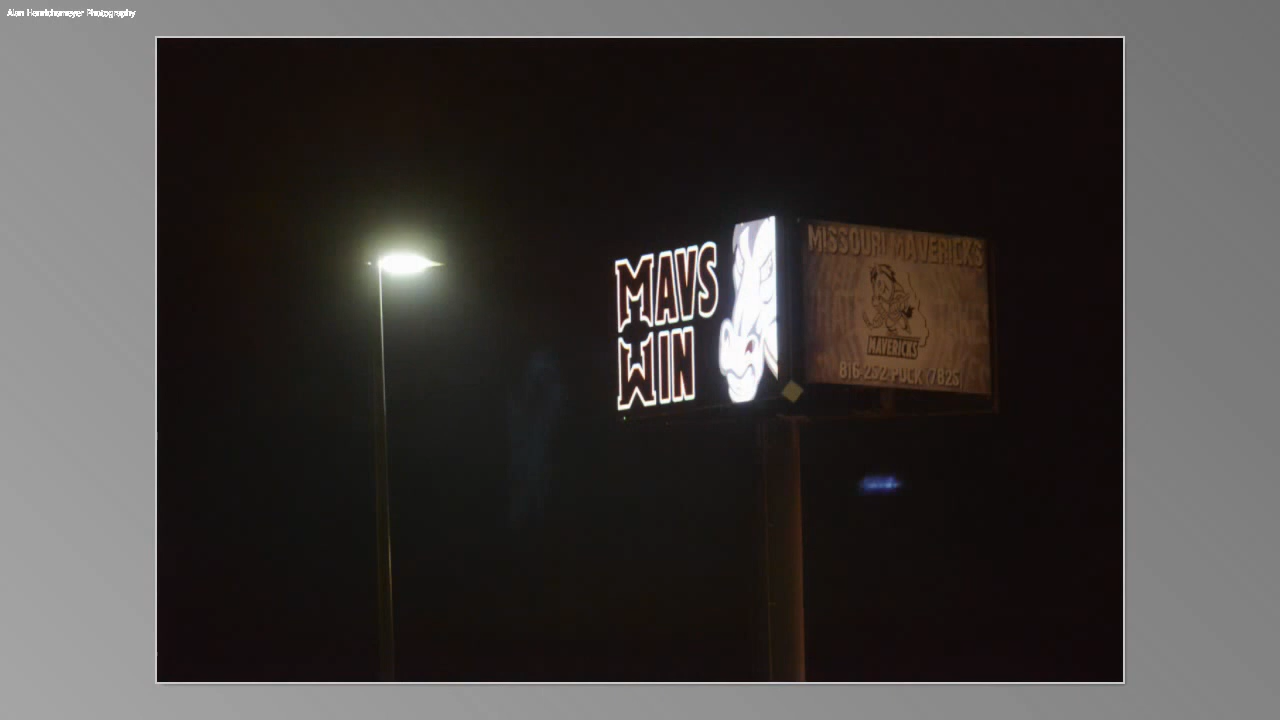 Alan Henrichsmeyer Photography
MAVS
WIN
MISSOURI MAVERICKS
MAVERICKS
816-252-PUCK (7825)